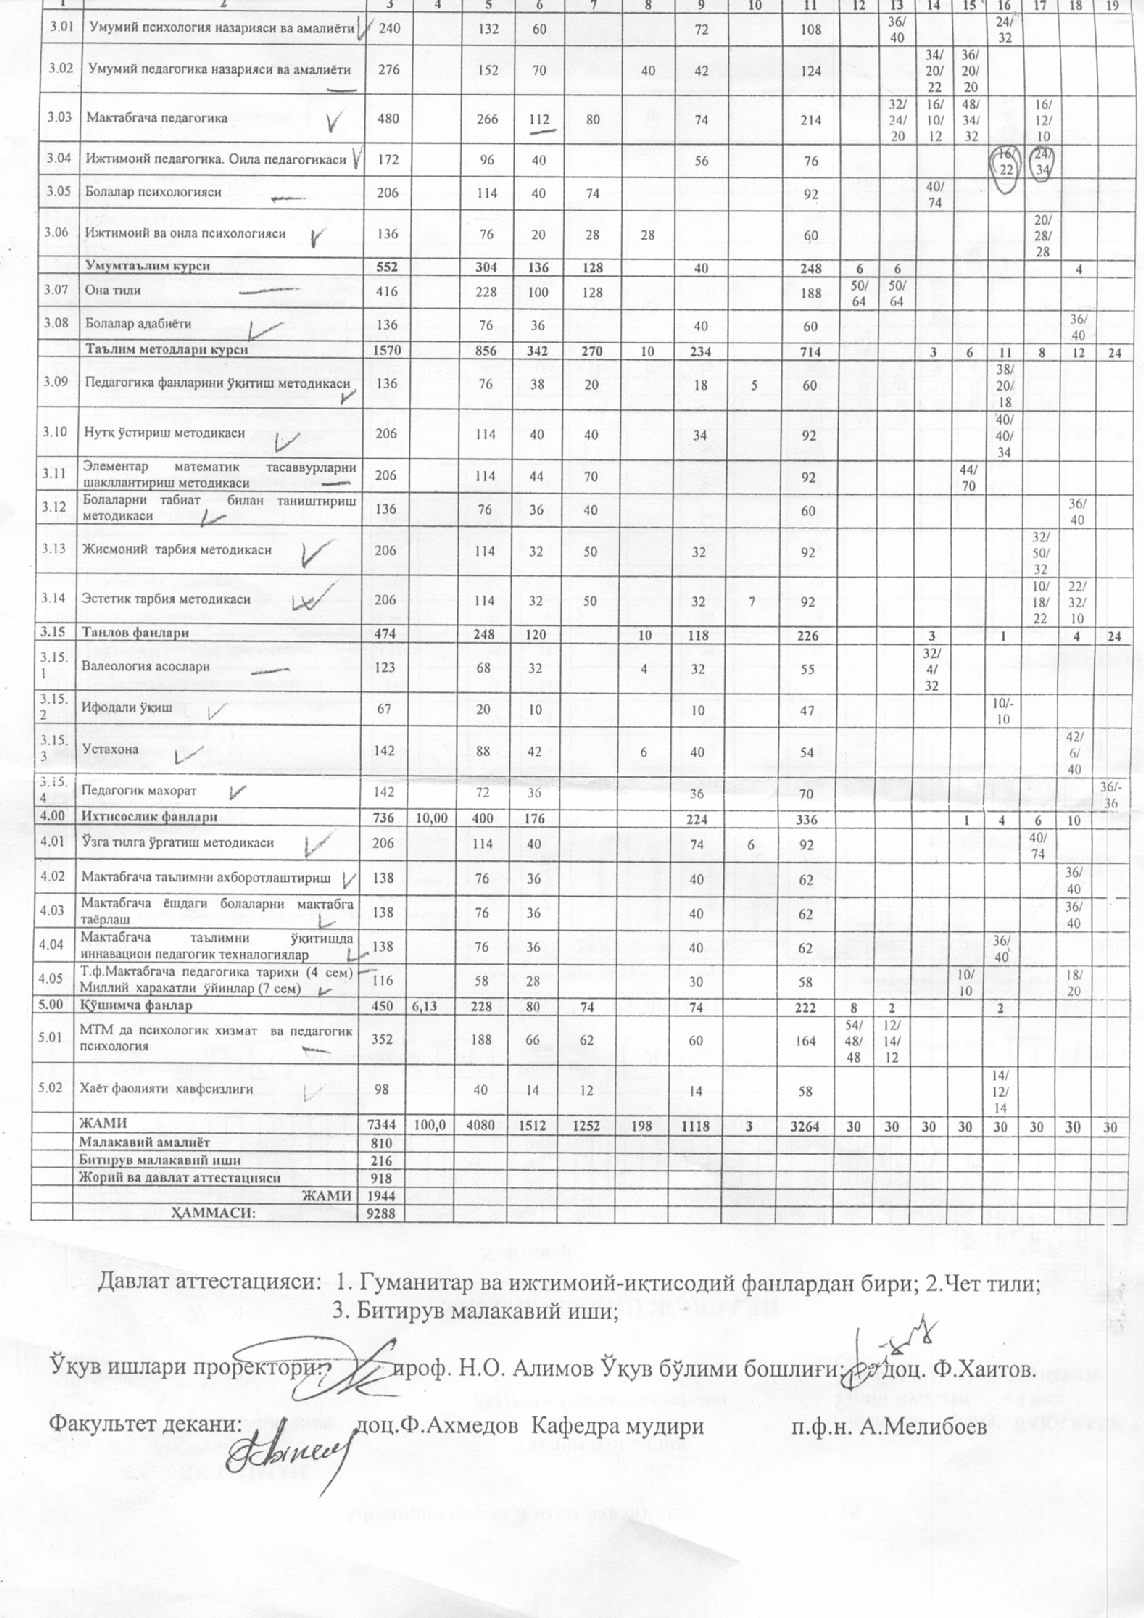 1 2 3 4 5 6 7 8 9 10 11 12 13 14 15 16 17 18 19
3.01 Умумий психология назарияси ва амалиёти 240 132 60 72 108 36/ 24/
40 32
3.02 Умумий педагогика назарияси ва амалиёти 276 152 70 40 42 124 34/ 36/
20/ 20/
22 20
3.03 Мактабгача педагогика 480 266 112 80 74 214 32/ 16/ 48/ 16/
24/ 10/ 34/ 12/
20 12 32 10
3.04 Ижтимоий педагогика. Оила педагогикаси 172 96 40 56 76 16/ 24/
22 34
3.05 Болалар психологияси 206 114 40 74 92 40/
74
3.06 Ижтимоий ва оила психологияси 136 76 20 28 28 60 20/
28/
28
Умумтаълим курси 552 304 136 128 40 248 6 6 4
3.07 Она тили 416 228 100 128 188 50/ 50/
64 64
3.08 Болалар адабиёти 136 76 36 40 60 36/
40
Таълим методлари курси 1570 856 342 270 10 234 714 3 6 11 8 12 24
3.09 Педагогика фанларини ўқитиш методикаси 136 76 38 20 18 5 60 38/
20/
18
3.10 Нутқ ўстириш методикаси 206 114 40 40 34 92 40/
40/
34
3.11 Элементар математик тасаввурларни
шакллантириш методикаси 206 114 44 70 92 44/
70
3.12 Болаларни табиат билан таништириш
методикаси 136 76 36 40 60 36/
40
3.13 Жисмоний тарбия методикаси 206 114 32 50 32 92 32/
50/
32
3.14 Эстетик тарбия методикаси 206 114 32 50 32 7 92 10/ 22/
18/ 32/
22 10
3.15 Танлов фанлари 474 248 120 10 118 226 3 1 4 24
3.15.
1 Валеология асослари 123 68 32 4 32 55 32/
4/
32
3.15.
2 Ифодали ўқиш 67 20 10 10 47 10/-
10
3.15.
3 Устахона 142 88 42 6 40 54 42/
6/
40
3.15.
4 Педагогик махорат 142 72 36 36 70 36/-
36
4.00 Ихтисослик фанлари 736 10,00 400 176 224 336 1 4 6 10
4.01 Ўзга тилга ўргатиш методикаси 206 114 40 74 6 92 40/
74
4.02 Мактабгача таълимни ахборотлаштириш 138 76 36 40 62 36/
40
4.03 Мактабгача ёшдаги болаларни мактабга
таёрлаш 138 76 36 40 62 36/
40
4.04 Мактабгача таълимни ўқитишда
иннавацион педагогик техналогиялар 138 76 36 40 62 36/
40
4.05 Т.ф.Мактабгача педагогика тарихи (4 сем)
Миллий харакатли ўйинлар (7 сем) 116 58 28 30 58 10/ 18/
10 20
5.00 Қўшимча фанлар 450 6,13 228 80 74 74 222 8 2 2
5.01 МТМ да психологик хизмат ва педагогик
психология 352 188 66 62 60 164 54/ 12/
48/ 14/
48 12
5.02 Хаёт фаолияти хавфсизлиги 98 40 14 12 14 58 14/
12/
14
ЖАМИ 7344 100,0 4080 1512 1252 198 1118 3 3264 30 30 30 30 30 30 30 30
Малакавий амалиёт 810
Битирув малакавий иши 216
Жорий ва давлат аттестацияси 918
ЖАМИ 1944
ҲАММАСИ: 9288
Давлат аттестацияси: 1. Гуманитар ва ижтимоий-иқтисодий фанлардан бири; 2.Чет тили;
3. Битирув малакавий иши;
Ўқув ишлари проректори: проф. Н.О. Алимов Ўқув бўлими бошлиғи: доц. Ф.Хаитов.
Факультет декани: доц.Ф.Ахмедов Кафедра мудири п.ф.н. А.Мелибоев